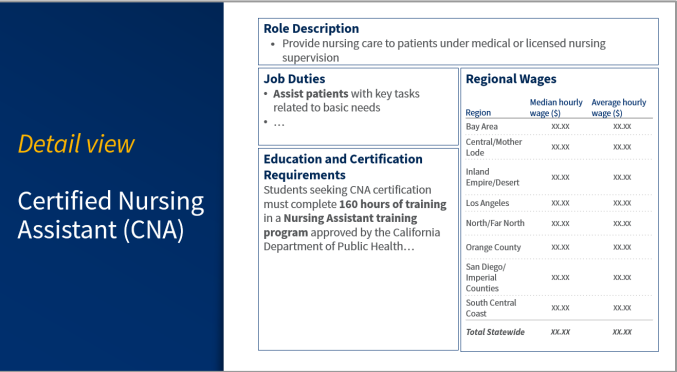 Detail view
Certified Nursing
Assistant (CNA)
Role Description
• Provide nursing care to patients under medical or licensed nursing
supervision
Job Duties
• Assist patients with key tasks
related to basic needs
• …
Education and Certification
Requirements
Students seeking CNA certification
must complete 160 hours of training
in a Nursing Assistant training
program approved by the California
Department of Public Health…
Regional Wages
Region Median hourly wage ($) Average hourly wage ($)
Bay Area xx.xx xx.xx
Central/Mother Lode xx.xx xx.xx
Inland Empire/Desert xx.xx xx.xx
Los Angeles xx.xx xx.xx
North/Far North xx.xx xx.xx
Orange County xx.xx xx.xx
San Diego/ Imperial Counties xx.xx xx.xx
South Central Coast xx.xx xx.xx
Total Statewide xx.xx xx.xx